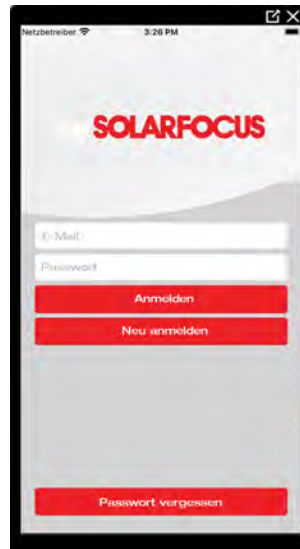 Netzbetreiber 3:26 PM
SOLARFOCUS
E-Mail
Passwort
Anmelden
Neu anmelden
Passwort vergessen